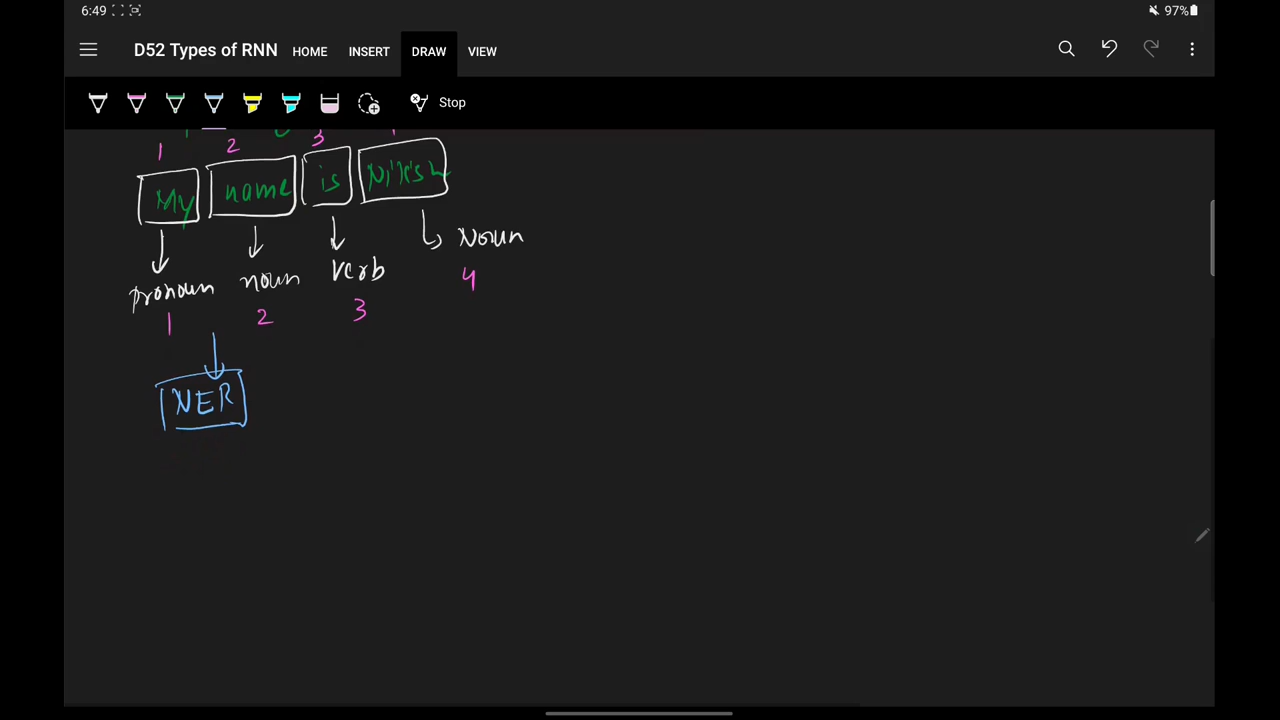 6:49 97%
D52 Types of RNN HOME INSERT DRAW VIEW
Stop
1 2 3
My name is Nitish
pronoun noun verb Noun
1 2 3 4
NER